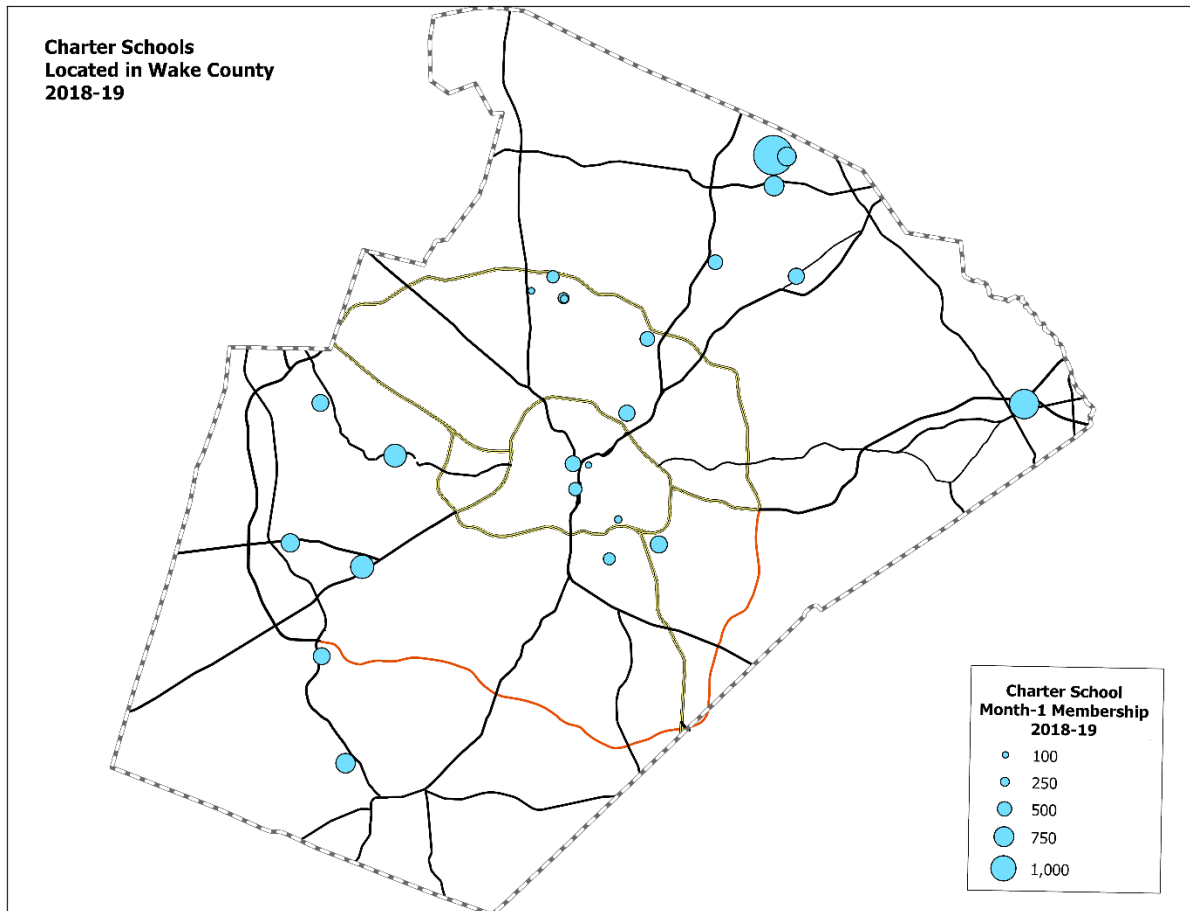 Charter Schools
Located in Wake County
2018-19
Charter School
Month-1 Membership
2018-19
100
250
500
750
1,000